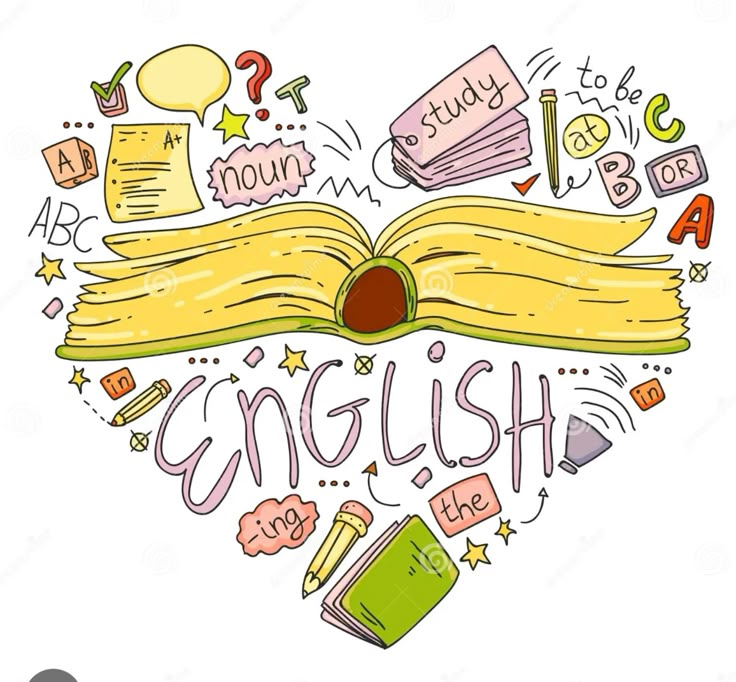 ?
T
study
to be
A+
at
C
A B
noun
B
OR
ABC
A
in
in
ENGLiSH
-ing
the